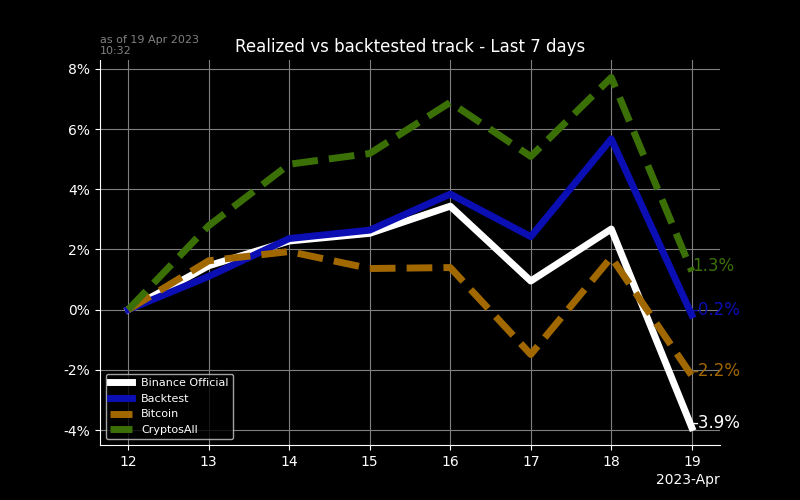 as of 19 Apr 2023
10:32
Realized vs backtested track - Last 7 days
8%
6%
4%
2%
0%
-2%
-4%
1.3%
-0.2%
-2.2%
-3.9%
Binance Official
Backtest
Bitcoin
CryptosAll
12 13 14 15 16 17 18 19
2023-Apr